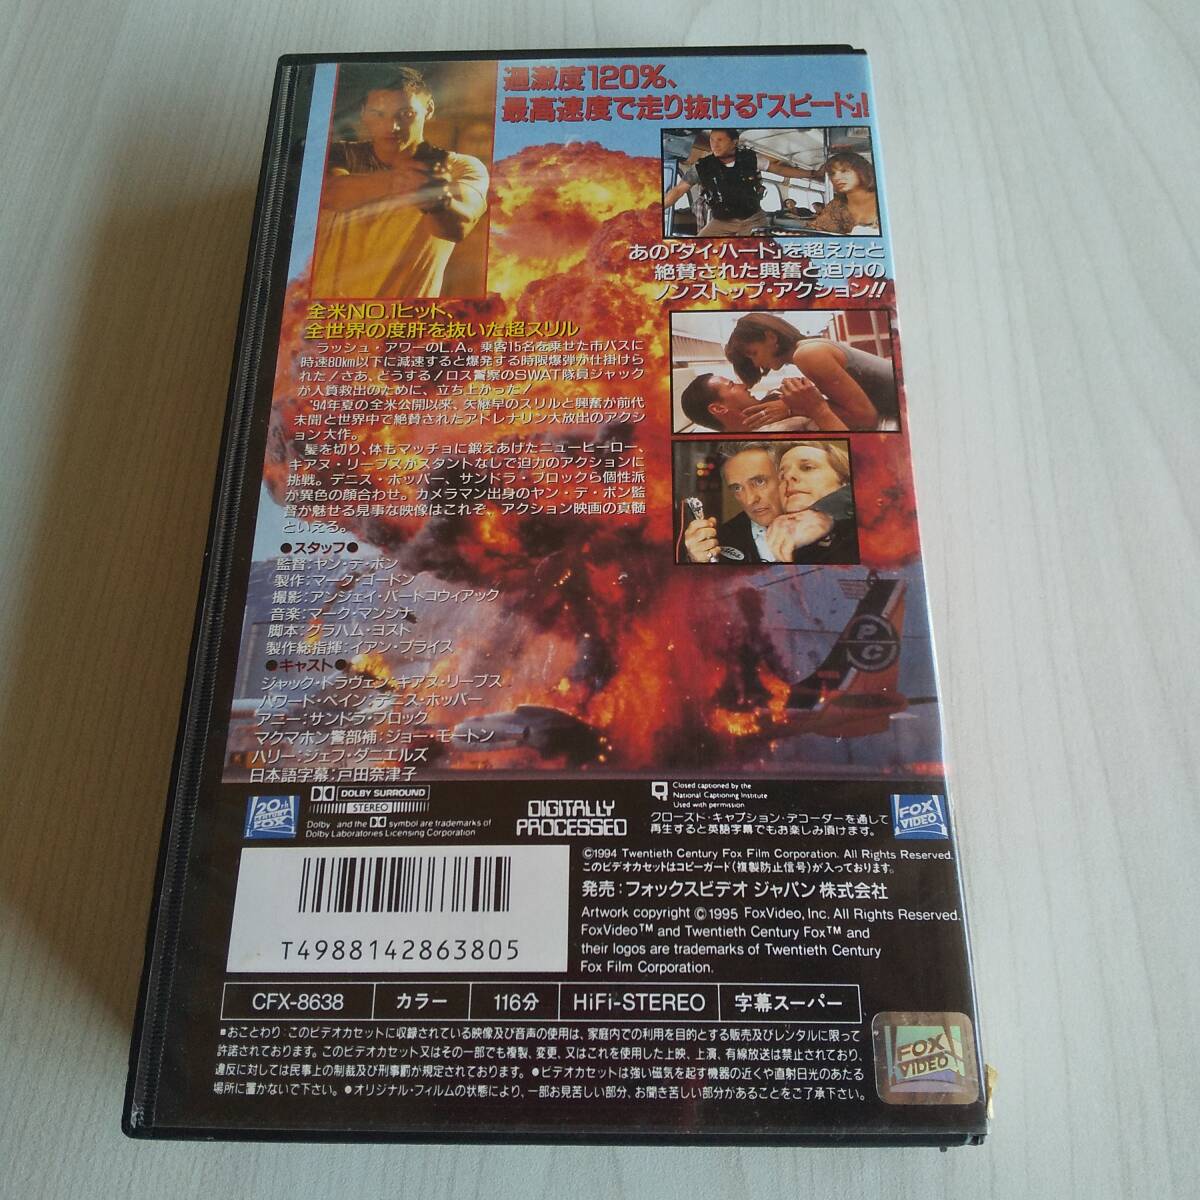 過激度120%、
最高速度で走り抜ける「スピード」!
あの「ダイ・ハード」を超えたと
絶賛された興奮と迫力の
ノンストップ・アクション!!
全米NO.1ヒット、
全世界の度肝を抜いた超スリル
ラッシュ・アワーのL.A。乗客15名を乗せた市バスに
時速80km以下に減速すると爆発する時限爆弾が仕掛けら
れた!さあ、どうする!ロス警察のSWAT隊員ジャック
が人質救出のために、立ち上がった!
'94年夏の全米公開以来、矢継早のスリルと興奮が前代
未聞と世界中で絶賛されたアドレナリン大放出のアクシ
ョン大作。
髪を切り、体もマッチョに鍛えあげたニューヒーロー、
キアヌ・リーブスがスタントなしで迫力のアクションに
挑戦。デニス・ホッパー、サンドラ・ブロックら個性派
が異色の顔合わせ。カメラマン出身のヤン・デ・ボン監
督が魅せる見事な映像はこれぞ、アクション映画の真髄
といえる。
●スタッフ●
監督:ヤン・デ・ボン
製作:マーク・ゴードン
撮影:アンジェイ・バートコウィアック
音楽:マーク・マンシナ
脚本:グラハム・ヨスト
製作総指揮:イアン・ブライス
●キャスト●
ジャック・トラヴェン:キアヌ・リーブス
ハワード・ペイン:デニス・ホッパー
アニー:サンドラ・ブロック
マクマホン警部補:ジョー・モートン
ハリー:ジェフ・ダニエルズ
日本語字幕:戸田奈津子
PC
20th CENTURY FOX
DOLBY SURROUND
STEREO
Dolby and the symbol are trademarks of
Dolby Laboratories Licensing Corporation
DIGITALLY
PROCESSED
Closed captioned by the
National Captioning Institute
Used with permission
クローズド・キャプション・デコーダーを通して
再生すると英語字幕でもお楽しみ頂けます。
FOX
VIDEO
©1994 Twentieth Century Fox Film Corporation. All Rights Reserved.
このビデオカセットはコピーガード(複製防止信号)が入っております。
発売:フォックスビデオ ジャパン株式会社
Artwork copyright ©1995 FoxVideo, Inc. All Rights Reserved.
FoxVideo™ and Twentieth Century Fox™ and
their logos are trademarks of Twentieth Century
Fox Film Corporation.
T4988142863805
CFX-8638 カラー 116分 HiFi-STEREO 字幕スーパー
■おことわり:このビデオカセットに収録されている映像及び音声の使用は、家庭内での利用を目的とする販売及びレンタルに限って
許諾されております。このビデオカセット又はその一部でも複製、変更、又はこれを使用した上映、上演、有線放送は禁止されており、
違反に対しては民事上の制裁及び刑事罰が規定されています。●ビデオカセットは強い磁気を起す機器の近くや直射日光のあたる
場所に置かないで下さい。●オリジナル・フィルムの状態により、一部お見苦しい部分、お聞き苦しい部分があることをご了承下さい。
FOX
VIDEO